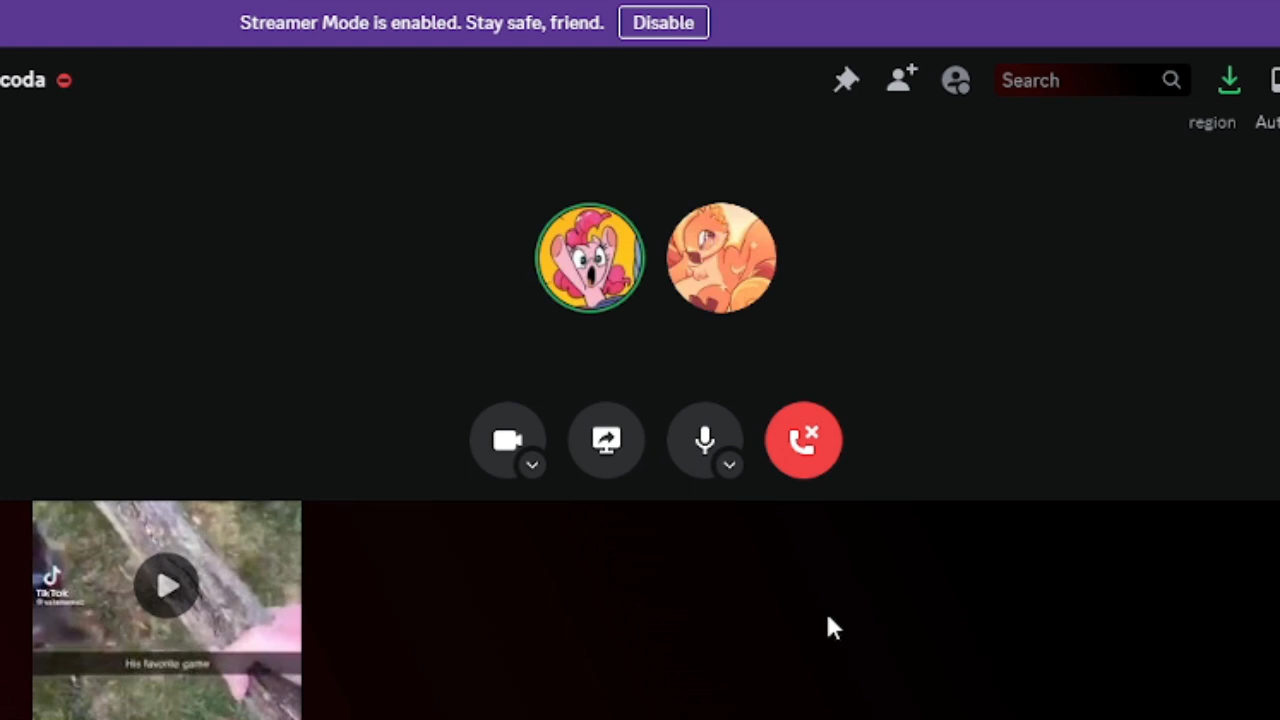 Streamer Mode is enabled. Stay safe, friend. Disable
coda
Search
region Aut
TikTok
His favorite game